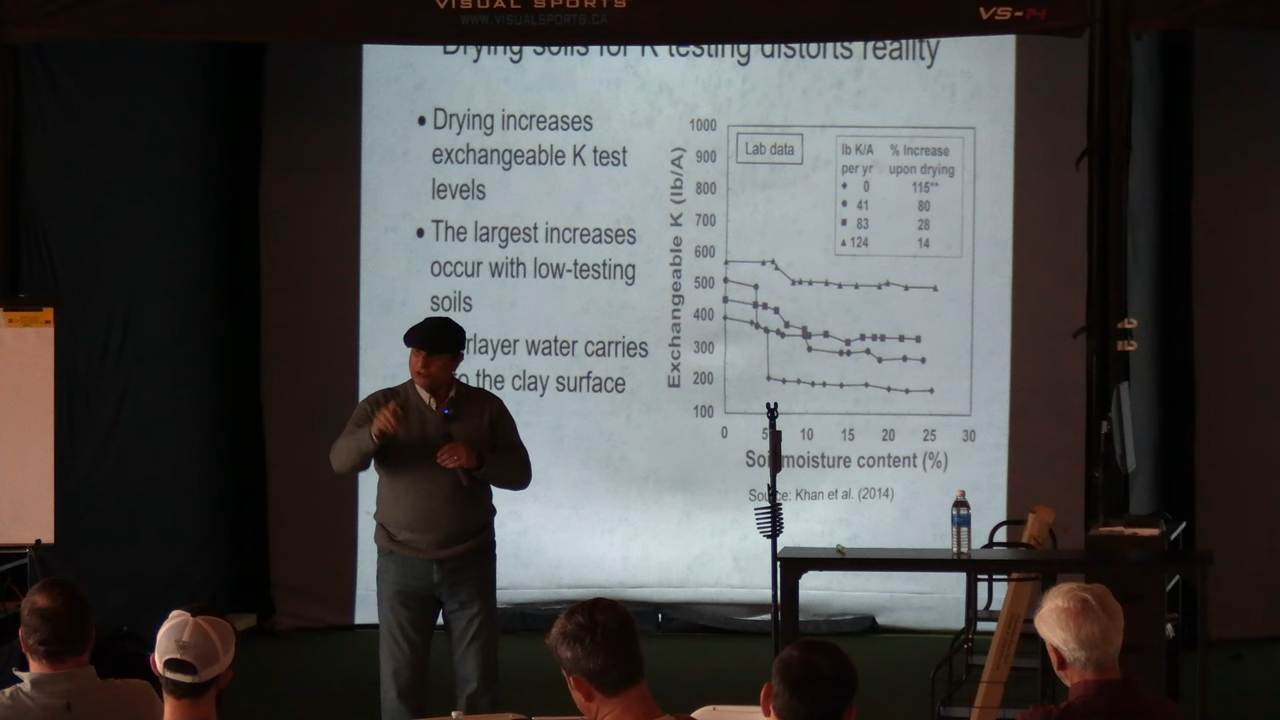 VISUAL SPORTS
WWW.VISUALSPORTS.CA
VS-74
Drying soils for K testing distorts reality
• Drying increases
exchangeable K test
levels
• The largest increases
occur with low-testing
soils
rlayer water carries
to the clay surface
Exchangeable K (lb/A)
1000
900
800
700
600
500
400
300
200
100
Lab data
lb K/A % Increase
per yr upon drying
0 115**
41 80
83 28
124 14
0 5 10 15 20 25 30
Soil moisture content (%)
Source: Khan et al. (2014)